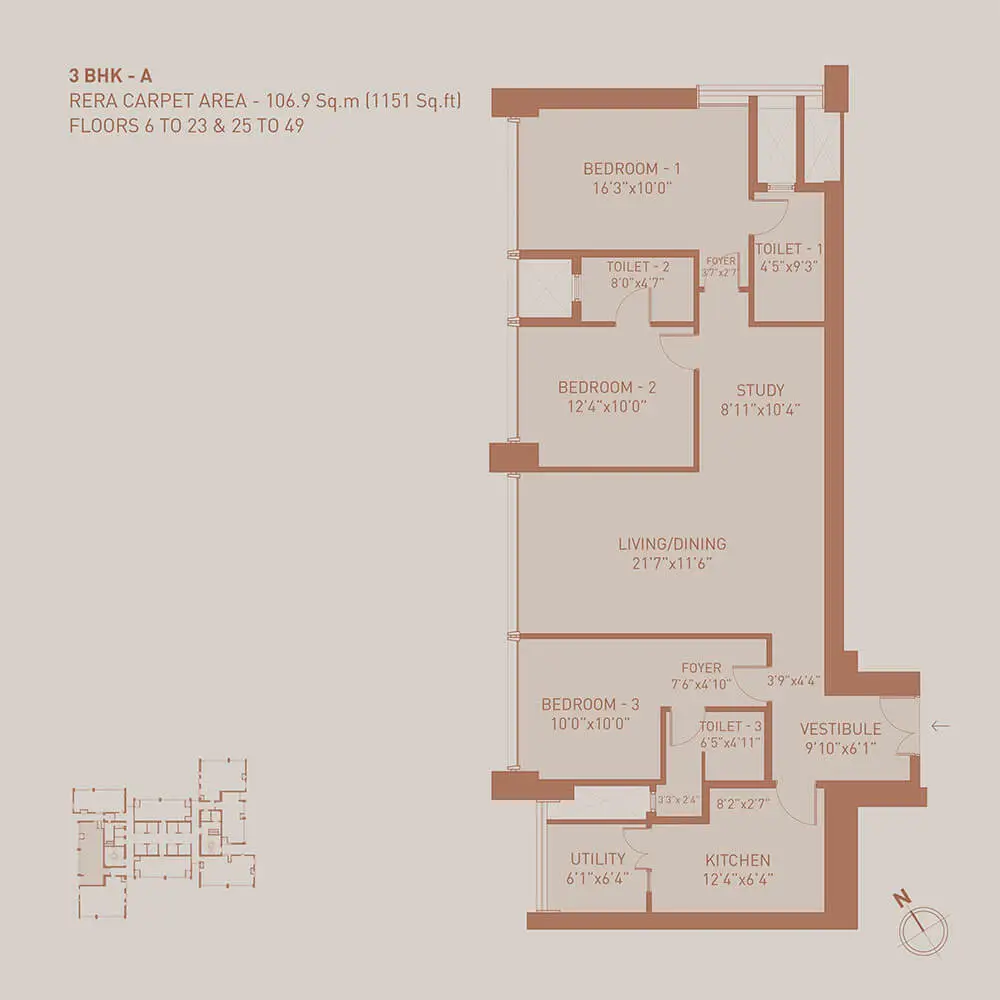 3 BHK - A
RERA CARPET AREA - 106.9 Sq.m (1151 Sq.ft)
FLOORS 6 TO 23 & 25 TO 49
BEDROOM - 1
16'3"x10'0"
TOILET - 1
4'5"x9'3"
FOYER
3'7"x2'7"
TOILET - 2
8'0"x4'7"
BEDROOM - 2
12'4"x10'0"
STUDY
8'11"x10'4"
LIVING/DINING
21'7"x11'6"
FOYER
7'6"x4'10"
3'9"x4'4"
BEDROOM - 3
10'0"x10'0"
TOILET - 3
6'5"x4'11"
VESTIBULE
9'10"x6'1"
3'3"x2'4"
8'2"x2'7"
UTILITY
6'1"x6'4"
KITCHEN
12'4"x6'4"
N